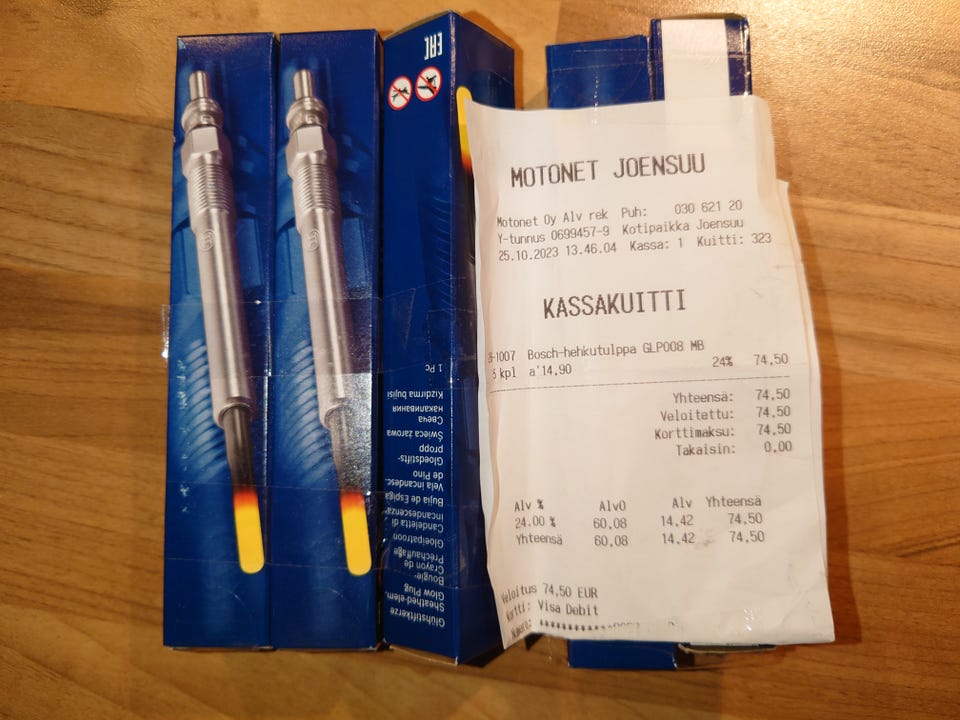 EAC
Glühstiftkerze
Sheathed-elem.
Glow Plug
Bougie-
Crayon de
Préchauffage
Gloeipatroon
Candeletta di
incandescenza
Bujía de Espiga
Vela incandesc.
de Pino
Gloedstifts-
propp
Świeca żarowa
Свеча
накаливания
Kızdırma bujisi
1 Pc
MOTONET JOENSUU
Motonet Oy Alv rek Puh: 030 621 20
Y-tunnus 0699457-9 Kotipaikka Joensuu
25.10.2023 13.46.04 Kassa: 1 Kuitti: 323
KASSAKUITTI
Bosch-hehkutulppa GLP008 MB
5 kpl a'14,90 24% 74,50
Yhteensä: 74,50
Veloitettu: 74,50
Korttimaksu: 74,50
Takaisin: 0,00
Alv % Alv0 Alv Yhteensä
24.00 % 60,08 14,42 74,50
Yhteensä 60,08 14,42 74,50
Veloitus 74,50 EUR
Kortti: Visa Debit